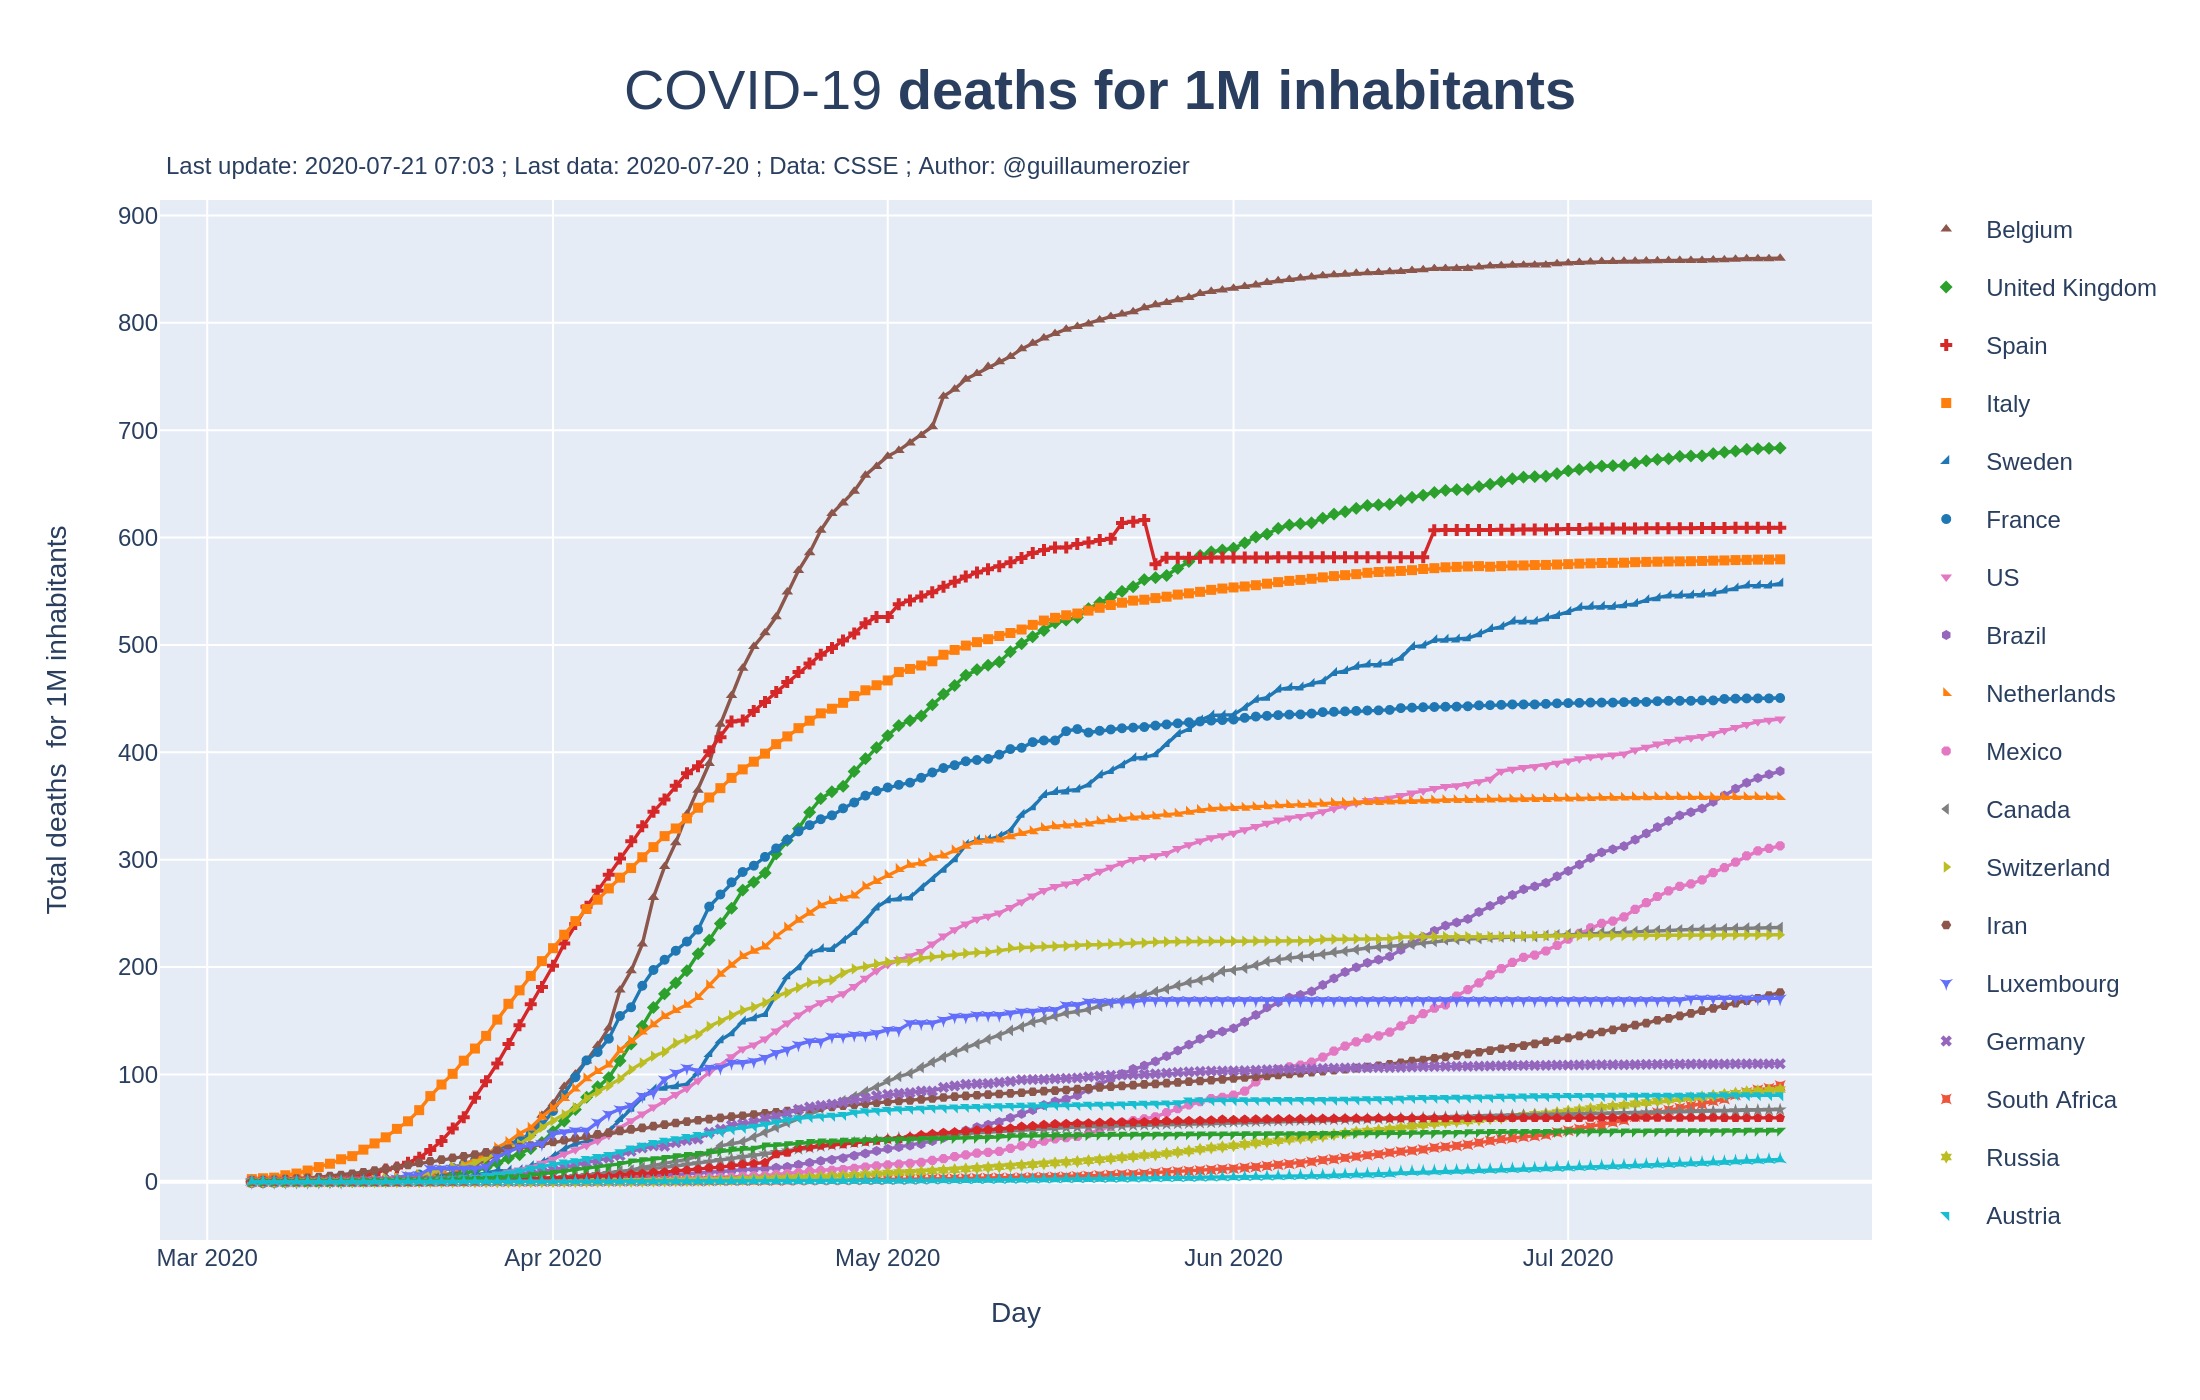 COVID-19 deaths for 1M inhabitants
Last update: 2020-07-21 07:03 ; Last data: 2020-07-20 ; Data: CSSE ; Author: @guillaumerozier
Total deaths for 1M inhabitants
900
800
700
600
500
400
300
200
100
0
Mar 2020
Apr 2020
May 2020
Jun 2020
Jul 2020
Day
Belgium
United Kingdom
Spain
Italy
Sweden
France
US
Brazil
Netherlands
Mexico
Canada
Switzerland
Iran
Luxembourg
Germany
South Africa
Russia
Austria